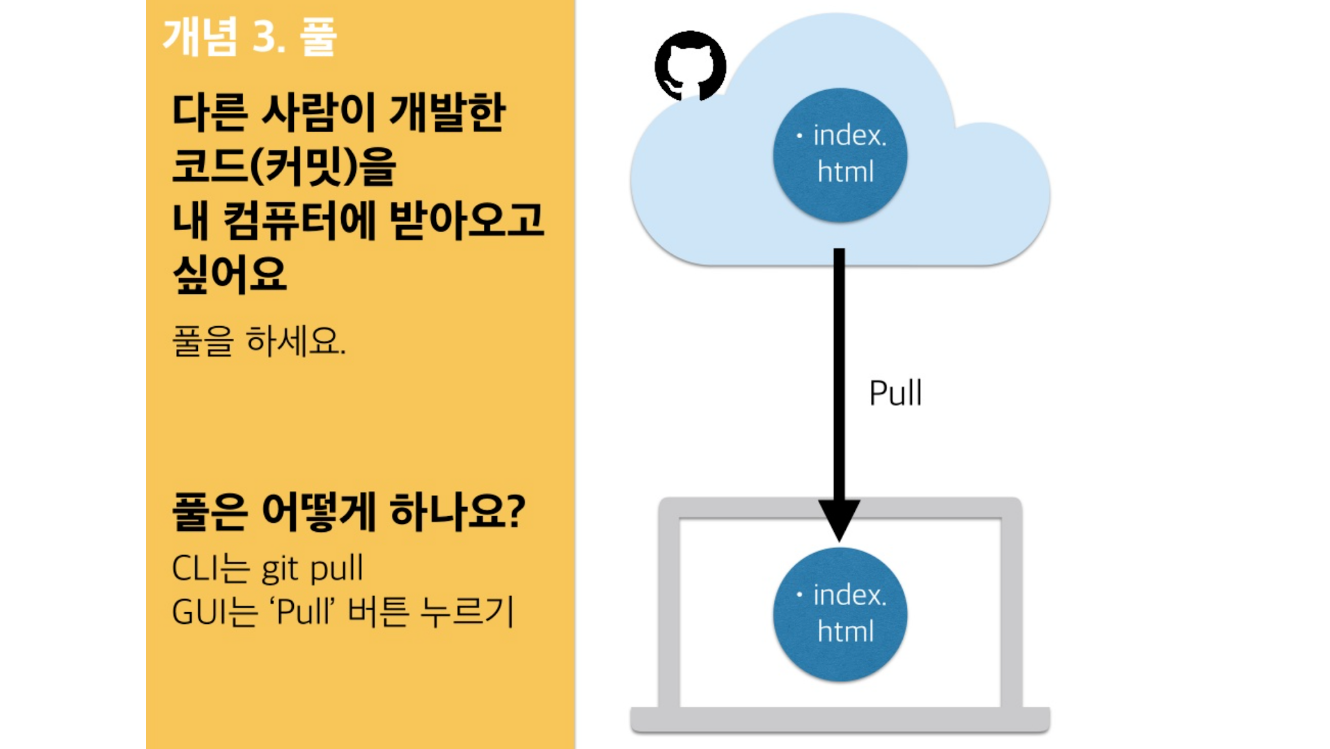 개념 3. 풀
다른 사람이 개발한
코드(커밋)을
내 컴퓨터에 받아오고
싶어요
풀을 하세요.
풀은 어떻게 하나요?
CLI는 git pull
GUI는 ‘Pull’ 버튼 누르기
• index.
html
Pull
• index.
html